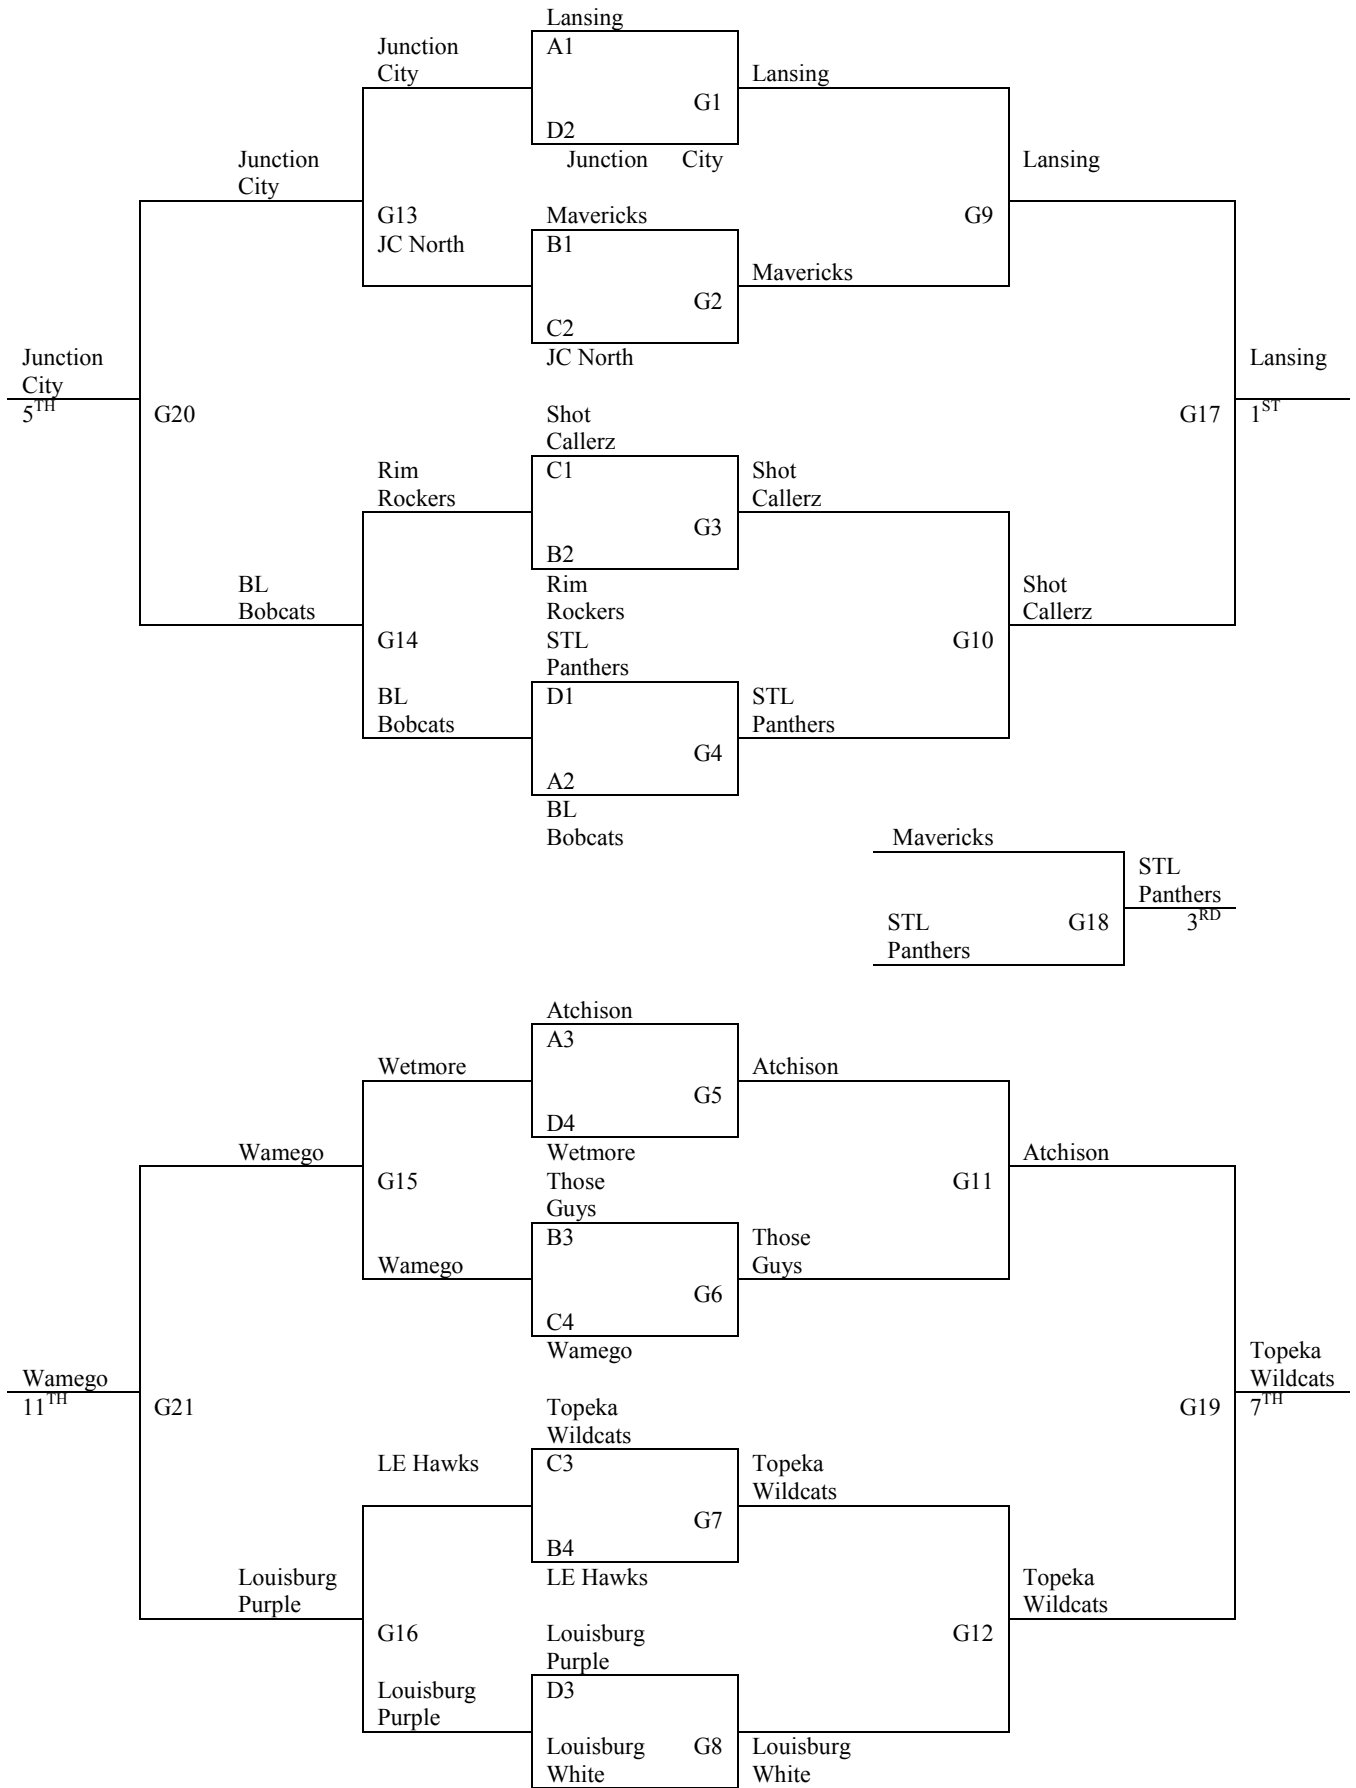 Lansing
Junction
City
A1
Lansing
G1
D2
Junction City
Junction
City
Lansing
G13
JC North
Mavericks
G9
B1
Mavericks
G2
C2
JC North
Junction
City
5TH
Lansing
1ST
G20
G17
Shot
Callerz
Rim
Rockers
C1
Shot
Callerz
G3
B2
BL
Bobcats
Rim
Rockers
Shot
Callerz
G14
STL
Panthers
G10
BL
Bobcats
D1
STL
Panthers
G4
A2
BL
Bobcats
Mavericks
STL
Panthers
3RD
STL
Panthers
G18
Atchison
A3
Wetmore
Atchison
G5
D4
Wamego
Wetmore
Atchison
G15
Those
Guys
G11
B3
Wamego
Those
Guys
G6
C4
Wamego
Wamego
11TH
Topeka
Wildcats
7TH
G21
G19
Topeka
Wildcats
LE Hawks
C3
Topeka
Wildcats
G7
B4
LE Hawks
Louisburg
Purple
Topeka
Wildcats
G16
Louisburg
Purple
G12
Louisburg
Purple
D3
Louisburg
White
G8
Louisburg
White